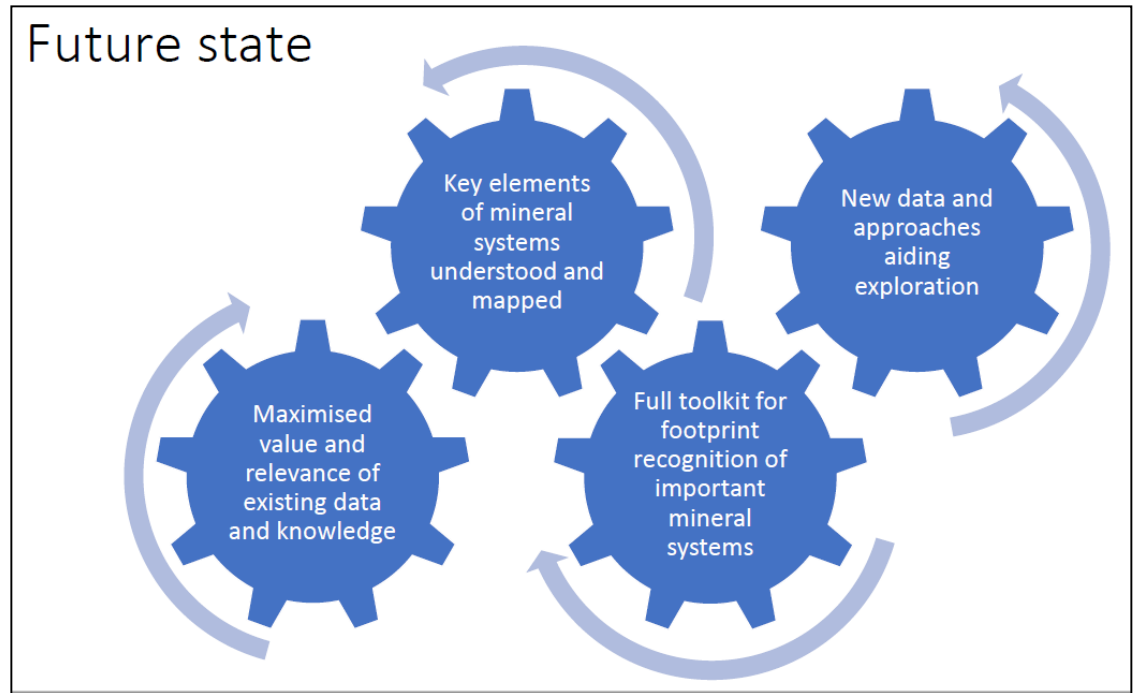 Future state
Key elements
of mineral
systems
understood and
mapped
New data and
approaches
aiding
exploration
Maximised
value and
relevance of
existing data
and knowledge
Full toolkit for
footprint
recognition of
important
mineral
systems